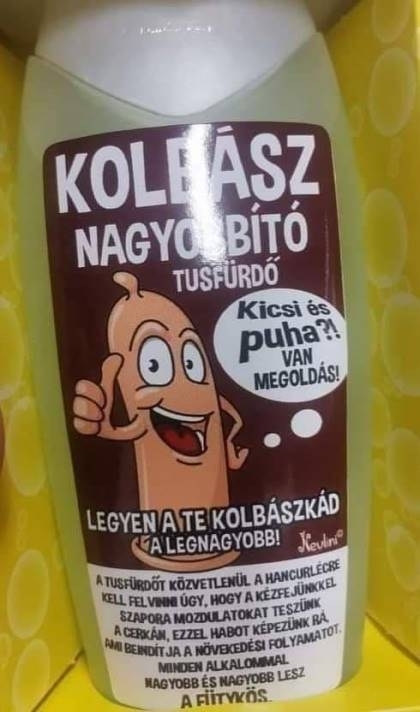 KOLBÁSZ
NAGYOBBÍTÓ
TUSFÜRDŐ
Kicsi és
puha?!
VAN
MEGOLDÁS!
LEGYEN A TE KOLBÁSZKÁD
A LEGNAGYOBB!
Nevlini©
A TUSFÜRDŐT KÖZVETLENÜL A HANCURLÉCRE
KELL FELVINNI ÚGY, HOGY A KÉZFEJÜNKKEL
SZAPORA MOZDULATOKAT TESZÜNK
A CERKÁN, EZZEL HABOT KÉPEZÜNK RÁ,
AMI BEINDÍTJA A NÖVEKEDÉSI FOLYAMATOT.
MINDEN ALKALOMMAL
NAGYOBB ÉS NAGYOBB LESZ
A FÜTYKÖS.